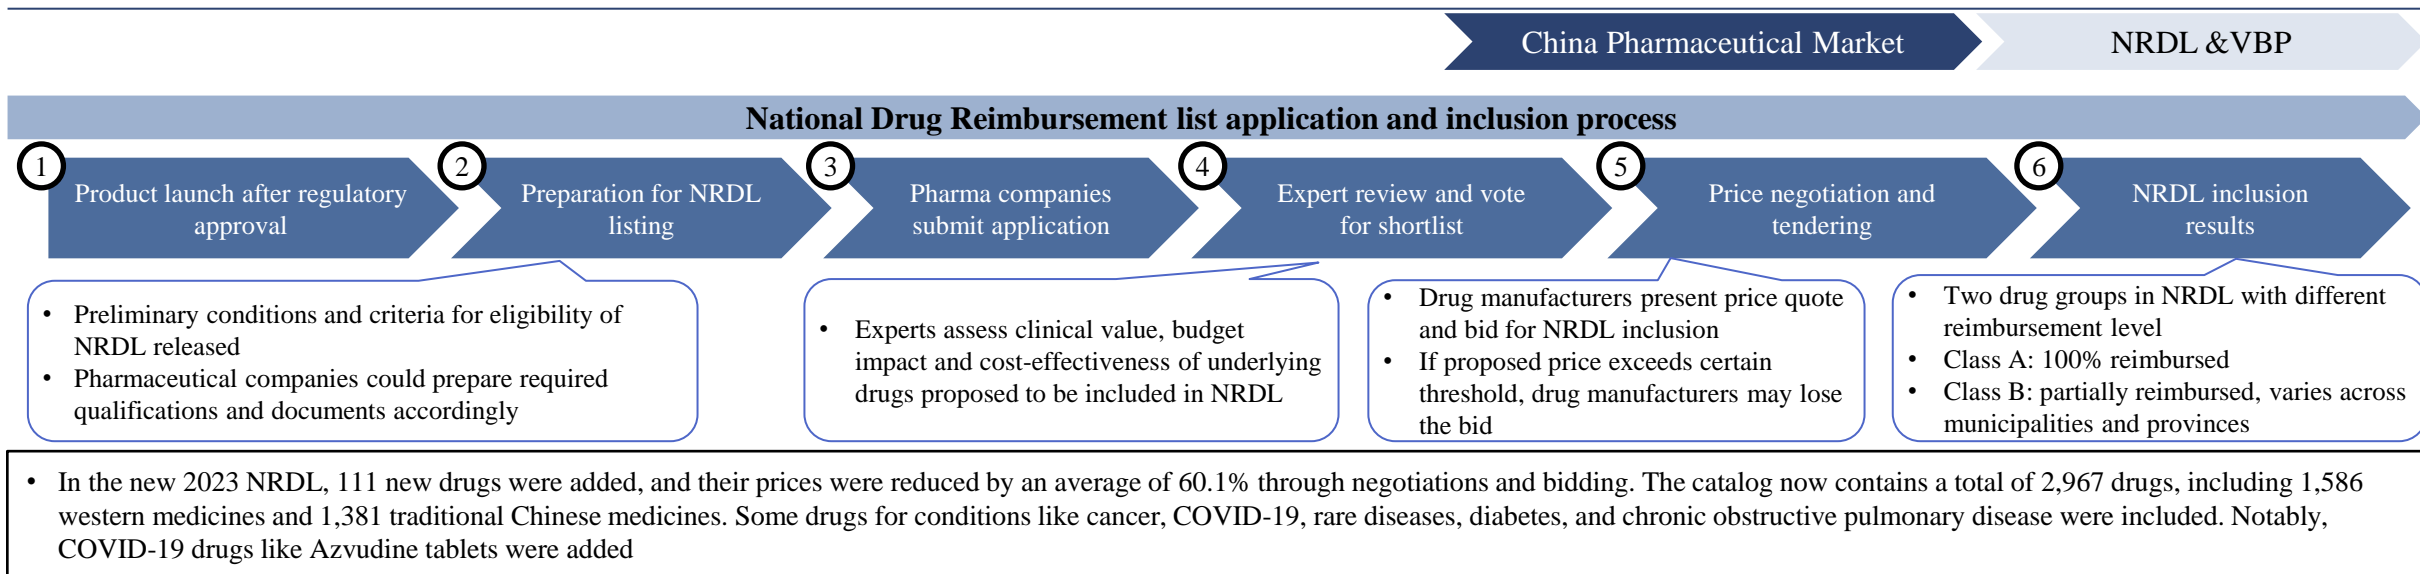 China Pharmaceutical Market
NRDL &VBP
National Drug Reimbursement list application and inclusion process
1
Product launch after regulatory
approval
2
Preparation for NRDL
listing
3
Pharma companies
submit application
4
Expert review and vote
for shortlist
5
Price negotiation and
tendering
6
NRDL inclusion
results
• Preliminary conditions and criteria for eligibility of
NRDL released
• Pharmaceutical companies could prepare required
qualifications and documents accordingly
• Experts assess clinical value, budget
impact and cost-effectiveness of underlying
drugs proposed to be included in NRDL
• Drug manufacturers present price quote
and bid for NRDL inclusion
• If proposed price exceeds certain
threshold, drug manufacturers may lose
the bid
• Two drug groups in NRDL with different
reimbursement level
• Class A: 100% reimbursed
• Class B: partially reimbursed, varies across
municipalities and provinces
• In the new 2023 NRDL, 111 new drugs were added, and their prices were reduced by an average of 60.1% through negotiations and bidding. The catalog now contains a total of 2,967 drugs, including 1,586
western medicines and 1,381 traditional Chinese medicines. Some drugs for conditions like cancer, COVID-19, rare diseases, diabetes, and chronic obstructive pulmonary disease were included. Notably,
COVID-19 drugs like Azvudine tablets were added